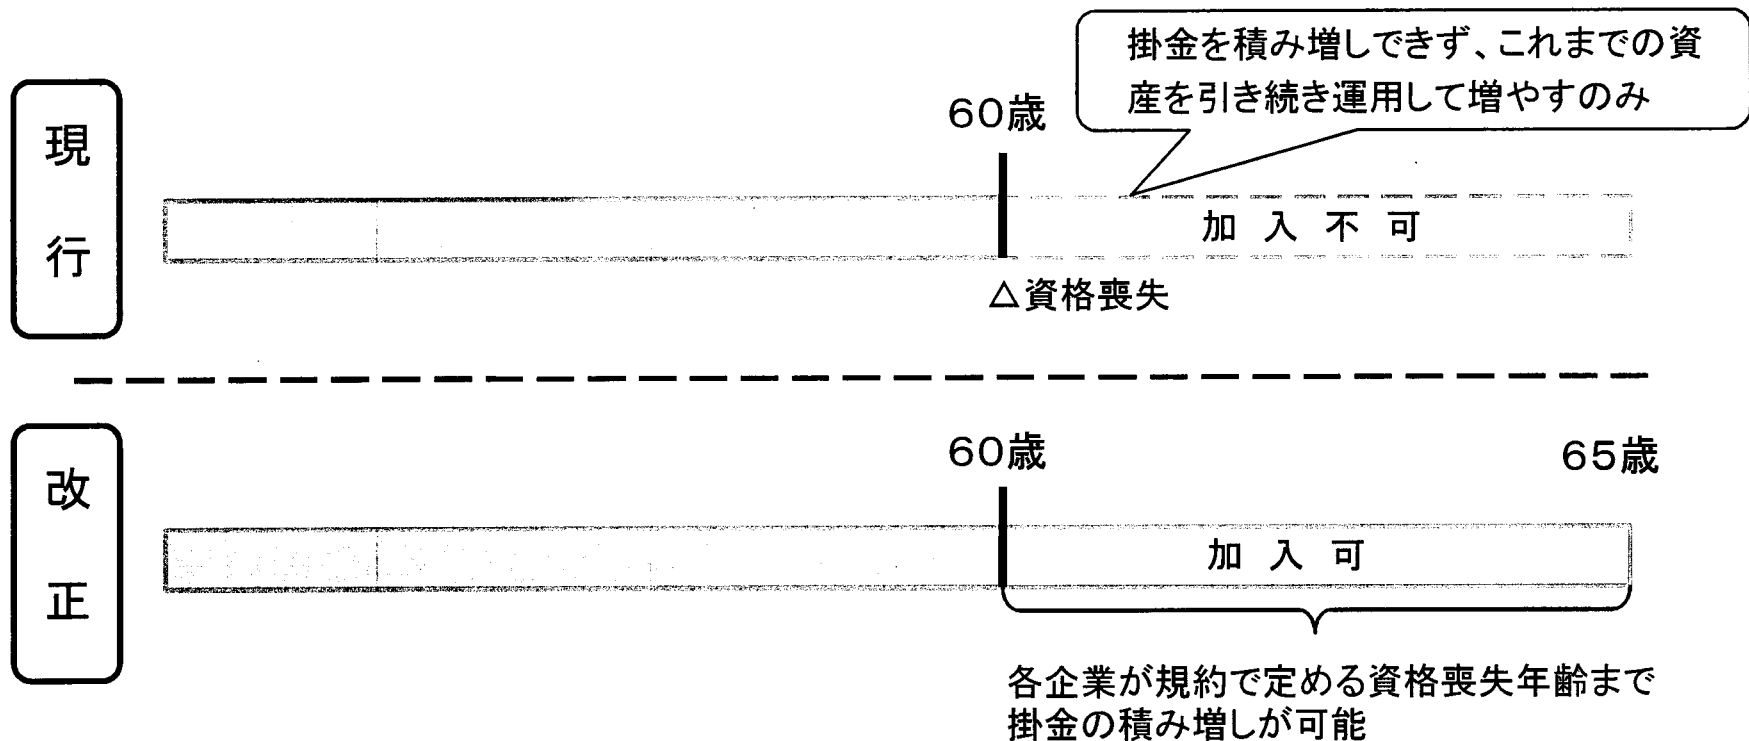 現行
60歳
掛金を積み増しできず、これまでの資
産を引き続き運用して増やすのみ
加入不可
△資格喪失
改正
60歳
65歳
加入可
各企業が規約で定める資格喪失年齢まで
掛金の積み増しが可能